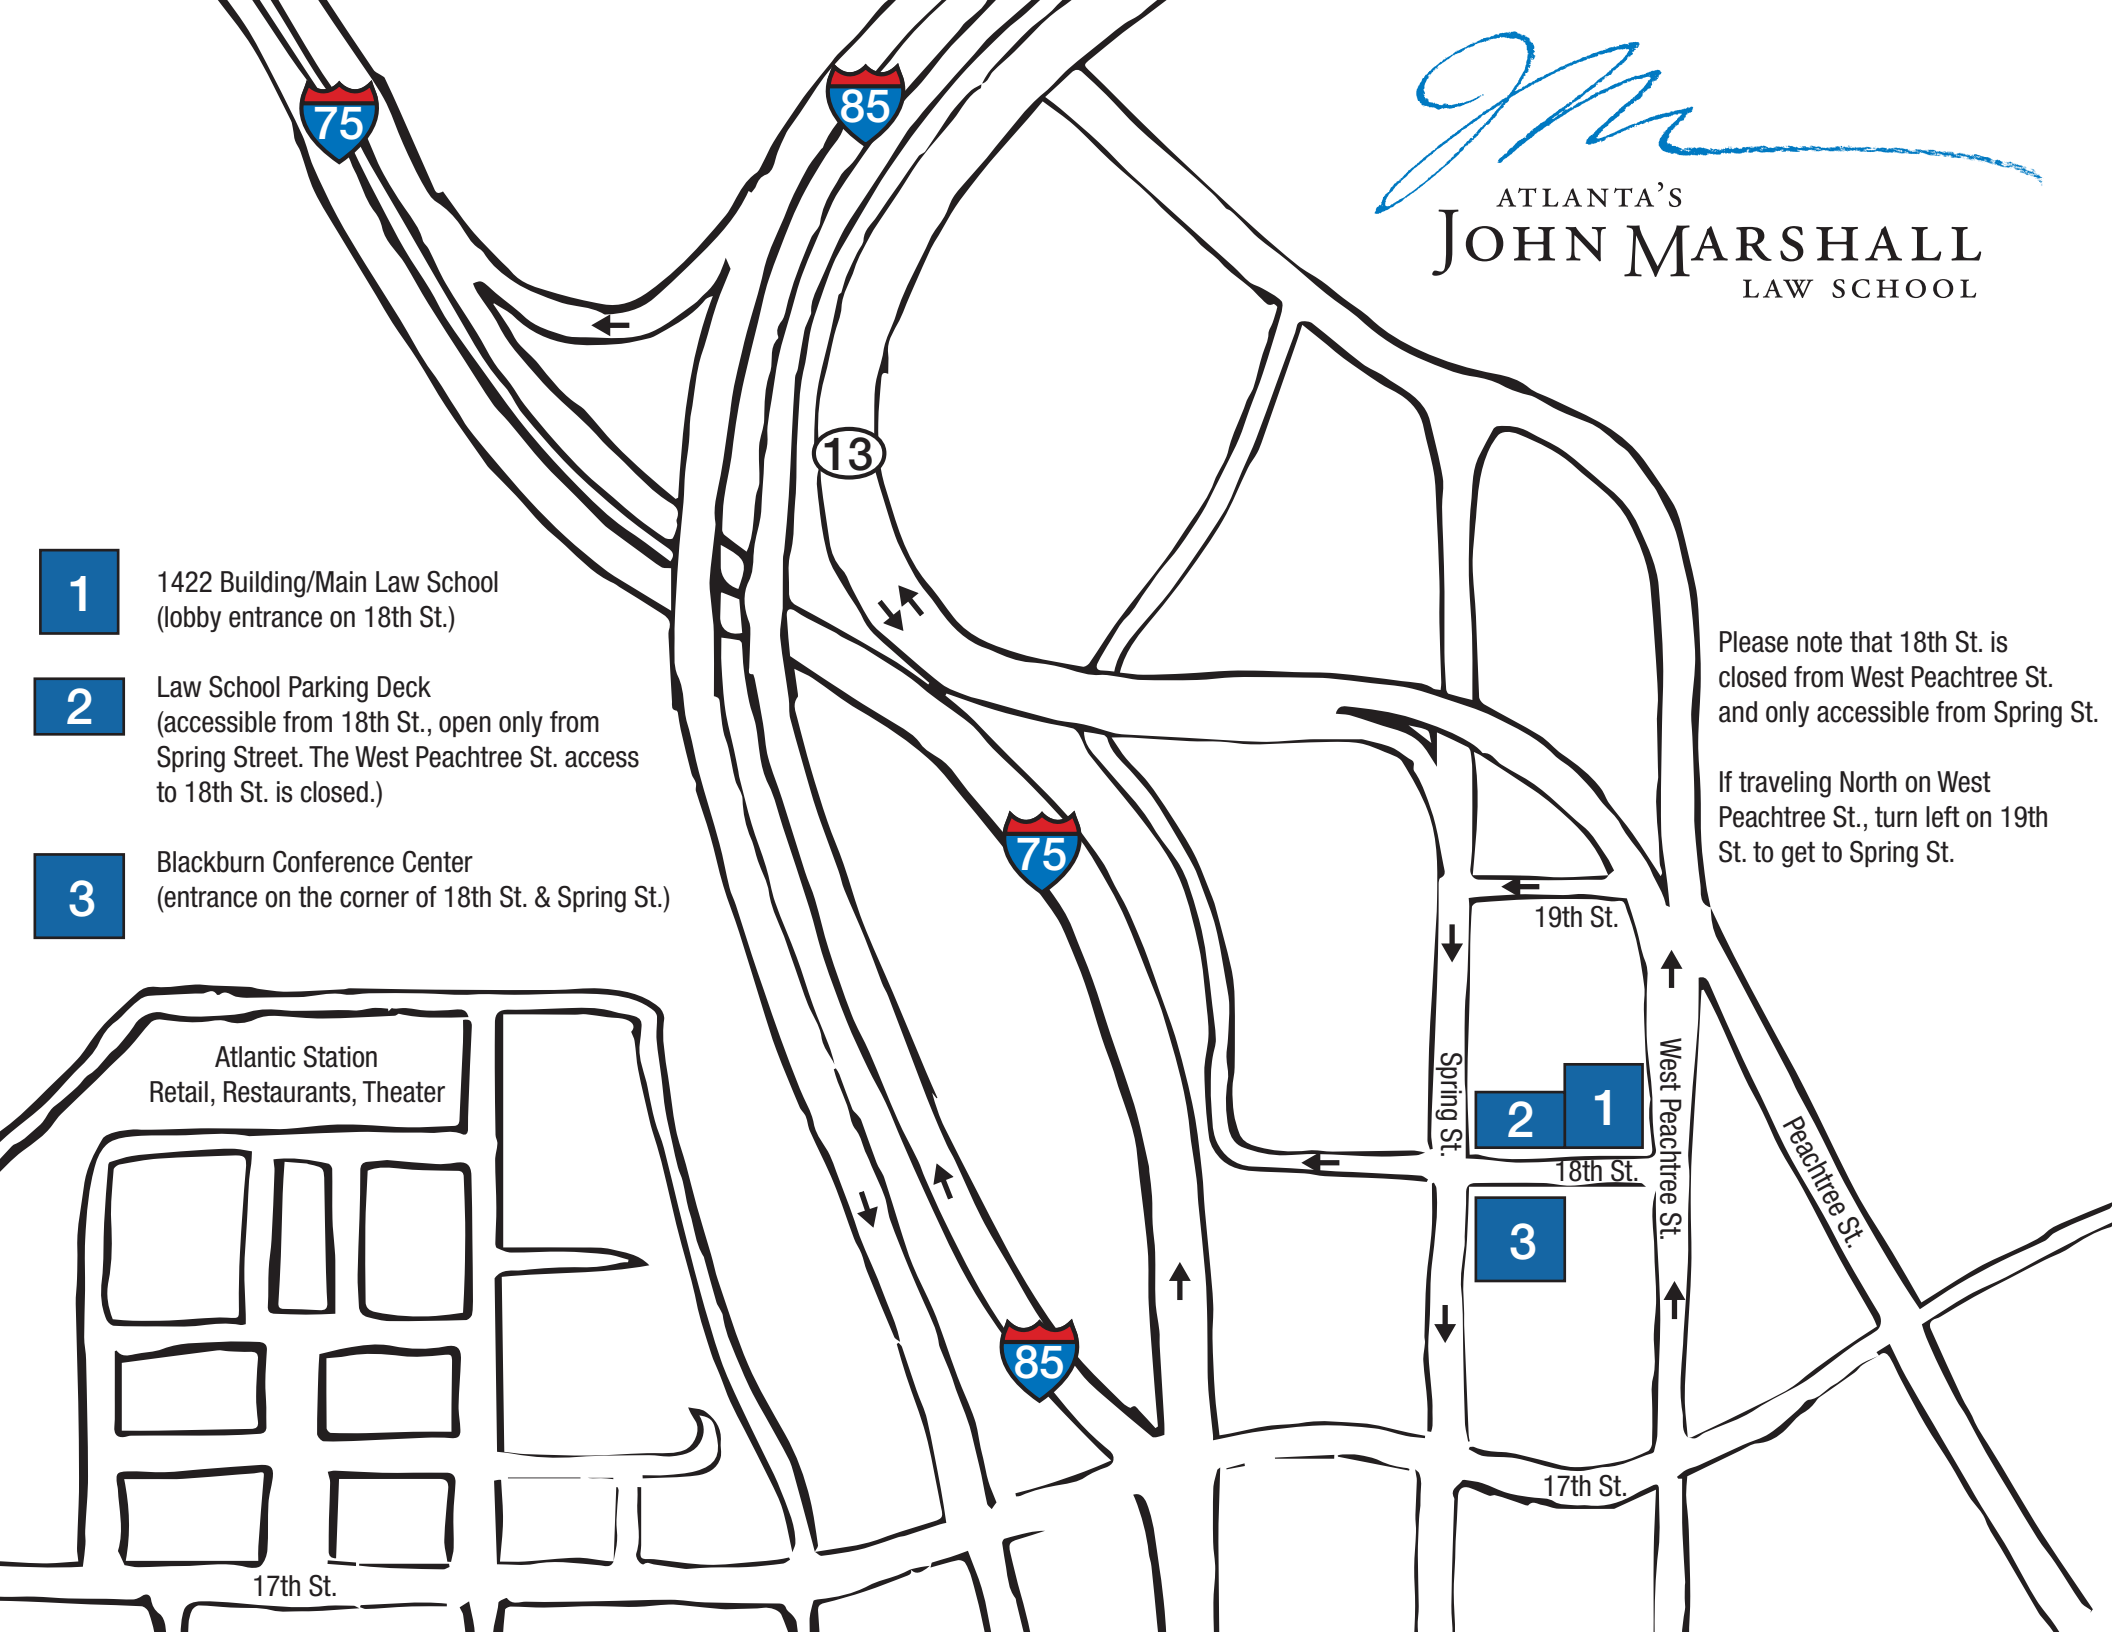 75
85
ATLANTA'S
JOHN MARSHALL
LAW SCHOOL
13
1
1422 Building/Main Law School
(lobby entrance on 18th St.)
2
Law School Parking Deck
(accessible from 18th St., open only from
Spring Street. The West Peachtree St. access
to 18th St. is closed.)
3
Blackburn Conference Center
(entrance on the corner of 18th St. & Spring St.)
Please note that 18th St. is
closed from West Peachtree St.
and only accessible from Spring St.
If traveling North on West
Peachtree St., turn left on 19th
St. to get to Spring St.
75
19th St.
Atlantic Station
Retail, Restaurants, Theater
Spring St.
2
1
West Peachtree St.
Peachtree St.
18th St.
3
85
17th St.
17th St.